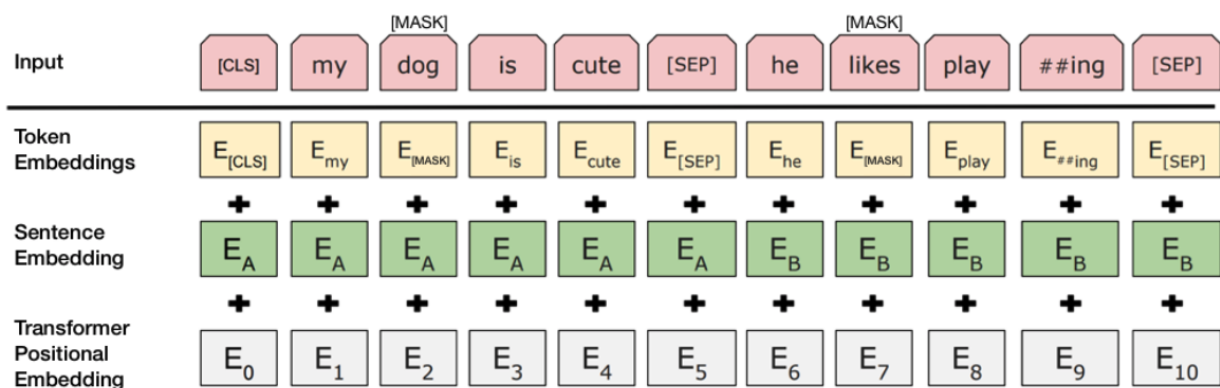 [MASK] [MASK]
Input [CLS] my dog is cute [SEP] he likes play ##ing [SEP]
Token
Embeddings
E[CLS] Emy E[MASK] Eis Ecute E[SEP] Ehe E[MASK] Eplay E##ing E[SEP]
+ + + + + + + + + + +
Sentence
Embedding
EA EA EA EA EA EA EB EB EB EB EB
+ + + + + + + + + + +
Transformer
Positional
Embedding
E0 E1 E2 E3 E4 E5 E6 E7 E8 E9 E10